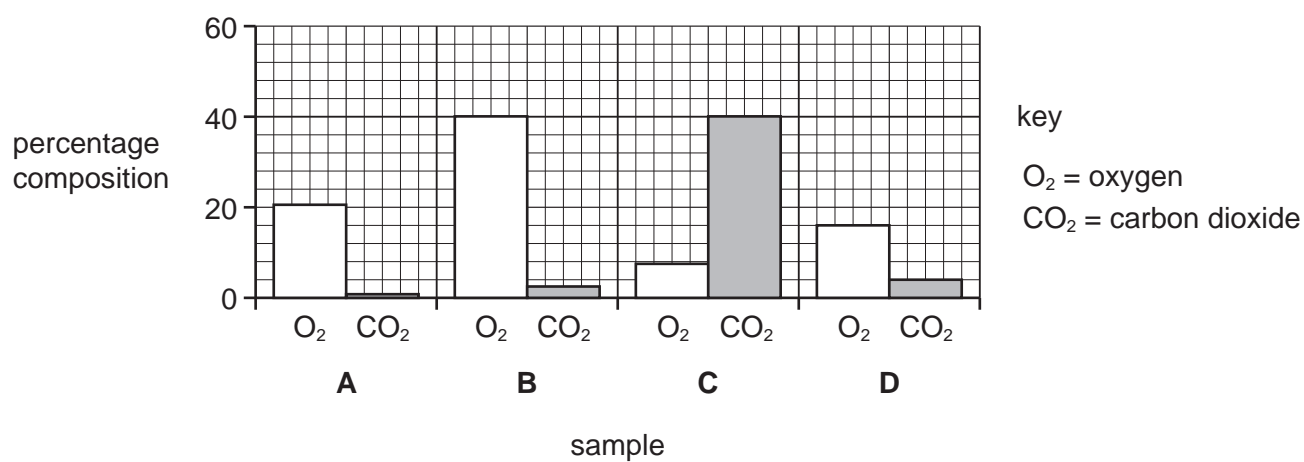 60
40
20
0
percentage
composition
O₂ CO₂ O₂ CO₂ O₂ CO₂ O₂ CO₂
A B C D
sample
key
O₂ = oxygen
CO₂ = carbon dioxide